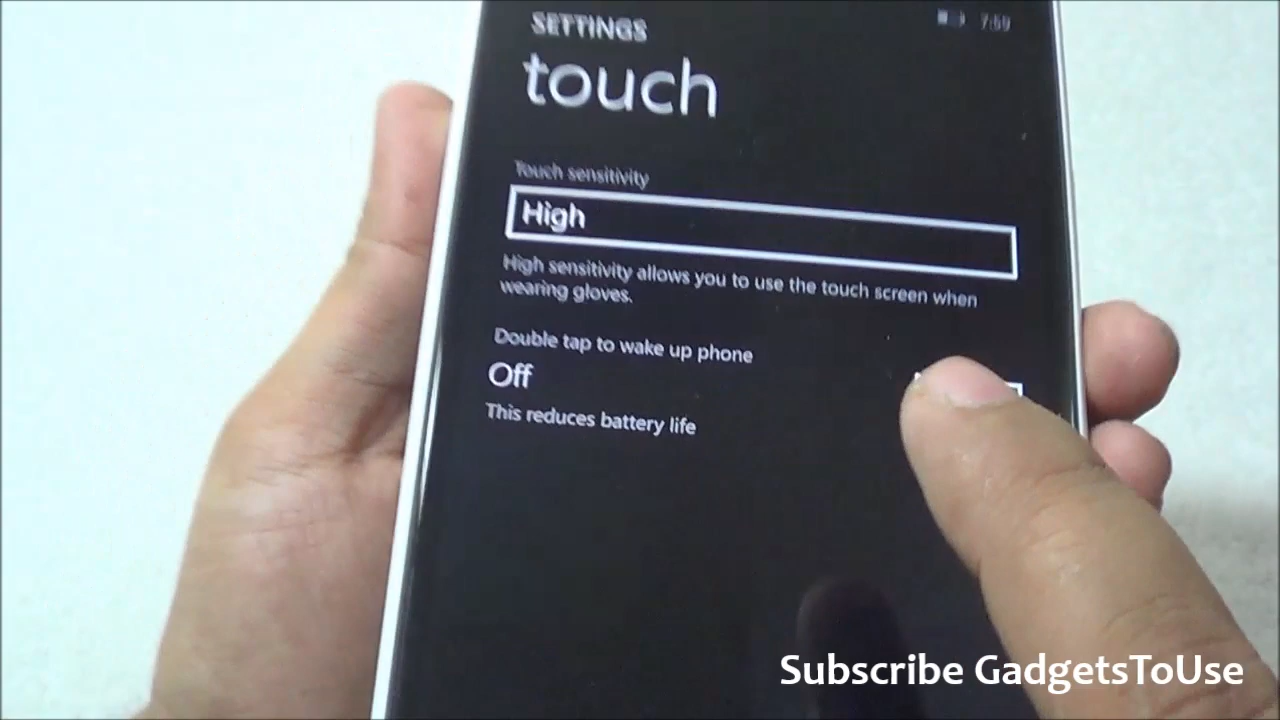 SETTINGS
7:59
touch
Touch sensitivity
High
High sensitivity allows you to use the touch screen when
wearing gloves.
Double tap to wake up phone
Off
This reduces battery life
Subscribe GadgetsToUse